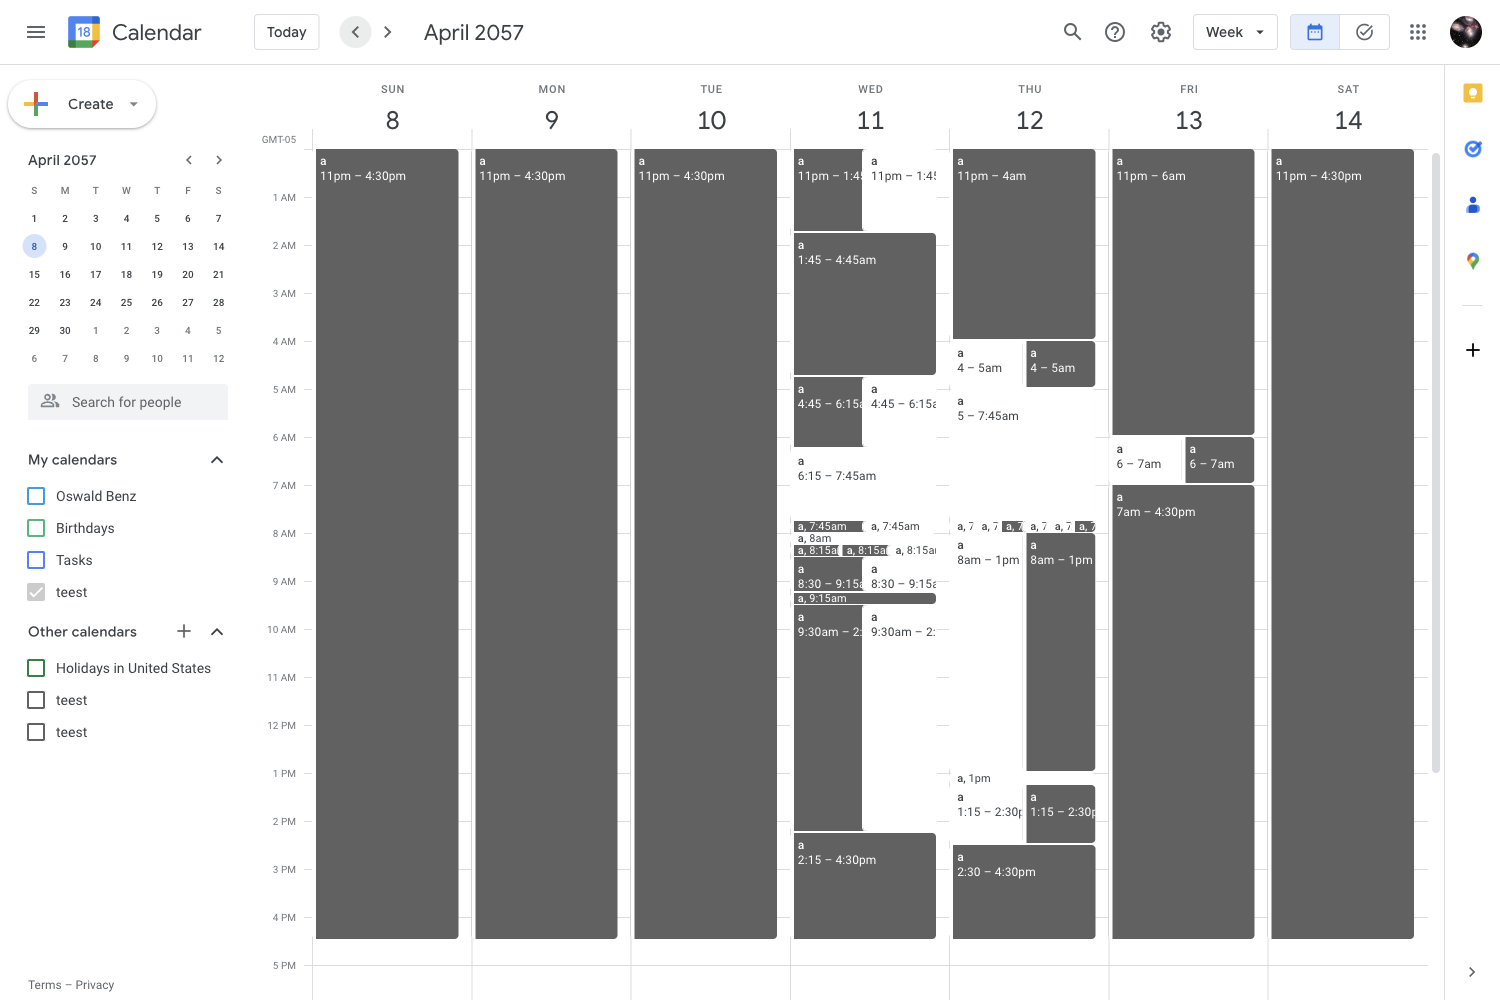 18 Calendar
Today
April 2057
Week
Create
April 2057
S M T W T F S
1 2 3 4 5 6 7
8 9 10 11 12 13 14
15 16 17 18 19 20 21
22 23 24 25 26 27 28
29 30 1 2 3 4 5
6 7 8 9 10 11 12
Search for people
My calendars
Oswald Benz
Birthdays
Tasks
teest
Other calendars
Holidays in United States
teest
teest
Terms – Privacy
SUN MON TUE WED THU FRI SAT
8 9 10 11 12 13 14
GMT-05
1 AM
2 AM
3 AM
4 AM
5 AM
6 AM
7 AM
8 AM
9 AM
10 AM
11 AM
12 PM
1 PM
2 PM
3 PM
4 PM
5 PM
a
11pm – 4:30pm
a
11pm – 4:30pm
a
11pm – 4:30pm
a
11pm – 1:45
a
11pm – 1:45
a
1:45 – 4:45am
a
4:45 – 6:15a
a
4:45 – 6:15a
a
6:15 – 7:45am
a, 7:45am
a, 7:45am
a, 8am
a, 8:15a
a, 8:15a
a, 8:15a
a
8:30 – 9:15a
a
8:30 – 9:15a
a, 9:15am
a
9:30am – 2:
a
9:30am – 2:
a
2:15 – 4:30pm
a
11pm – 4am
a
4 – 5am
a
4 – 5am
a
5 – 7:45am
a, 7
a, 7
a, 7
a, 7
a, 7
a, 7
a
8am – 1pm
a
8am – 1pm
a, 1pm
a
1:15 – 2:30p
a
1:15 – 2:30p
a
2:30 – 4:30pm
a
11pm – 6am
a
6 – 7am
a
6 – 7am
a
7am – 4:30pm
a
11pm – 4:30pm